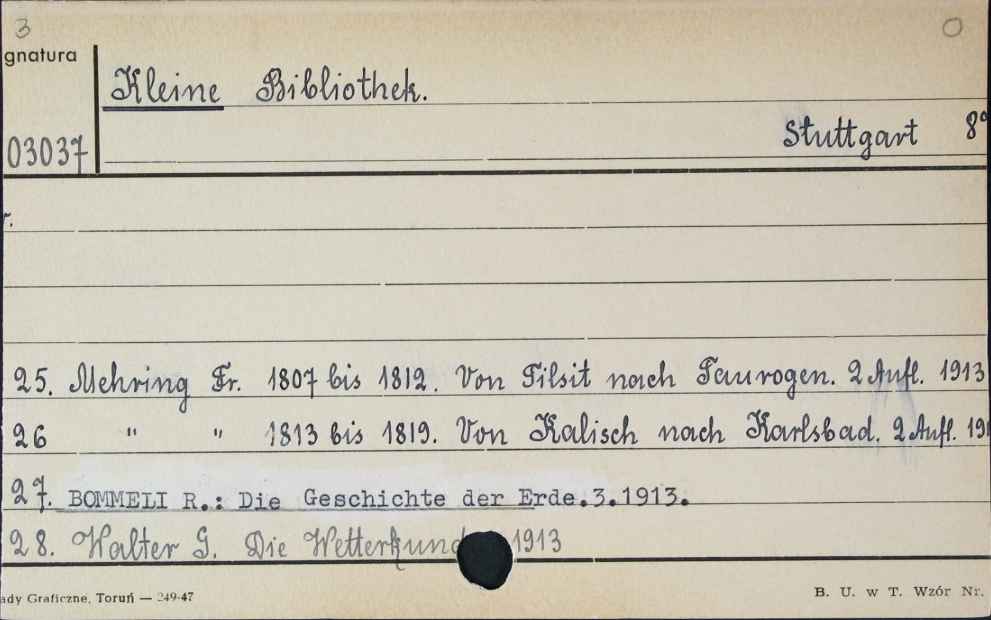 3 0
gnatura
Kleine Bibliothek.
Stuttgart 8°
03037
r.
25. Mehring Fr. 1807 bis 1812. Von Tilsit nach Tauroggen. 2 Aufl. 1913
26 " " 1813 bis 1819. Von Kalisch nach Karlsbad. 2 Aufl. 191
27. BOMMELI R.: Die Geschichte der Erde.3.1913.
28. Walter G. Die Wetterkund 1913
ady Graficzne, Toruń — 249-47 B. U. w T. Wzór Nr.